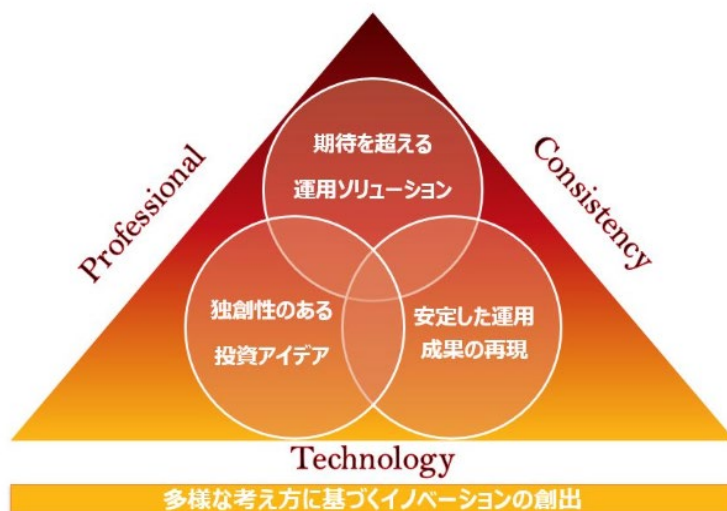 Professional
Consistency
期待を超える
運用ソリューション
独創性のある
投資アイデア
安定した運用
成果の再現
Technology
多様な考え方に基づくイノベーションの創出